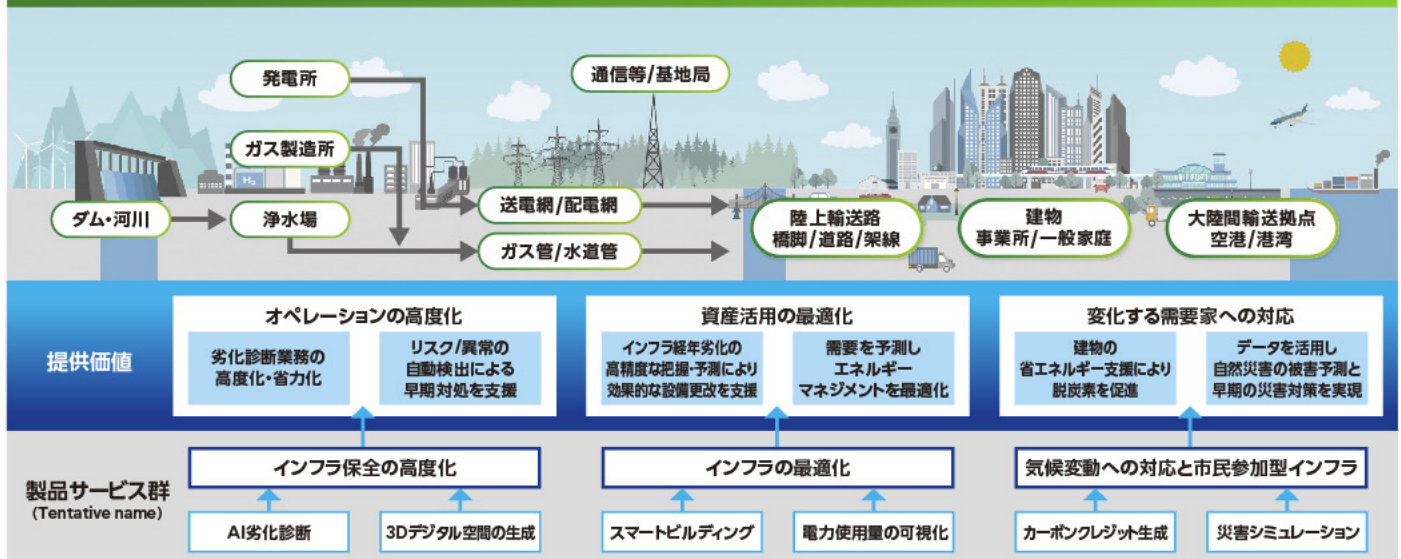 発電所
通信等/基地局
ガス製造所
H₂
ダム・河川
浄水場
送電網/配電網
ガス管/水道管
陸上輸送路
橋脚/道路/架線
建物
事業所/一般家庭
大陸間輸送拠点
空港/港湾
提供価値
オペレーションの高度化
劣化診断業務の
高度化・省力化
リスク/異常の
自動検出による
早期対処を支援
資産活用の最適化
インフラ経年劣化の
高精度な把握・予測により
効果的な設備更改を支援
需要を予測し
エネルギー
マネジメントを最適化
変化する需要家への対応
建物の
省エネルギー支援により
脱炭素を促進
データを活用し
自然災害の被害予測と
早期の災害対策を実現
製品サービス群
(Tentative name)
インフラ保全の高度化
AI劣化診断
3Dデジタル空間の生成
インフラの最適化
スマートビルディング
電力使用量の可視化
気候変動への対応と市民参加型インフラ
カーボンクレジット生成
災害シミュレーション